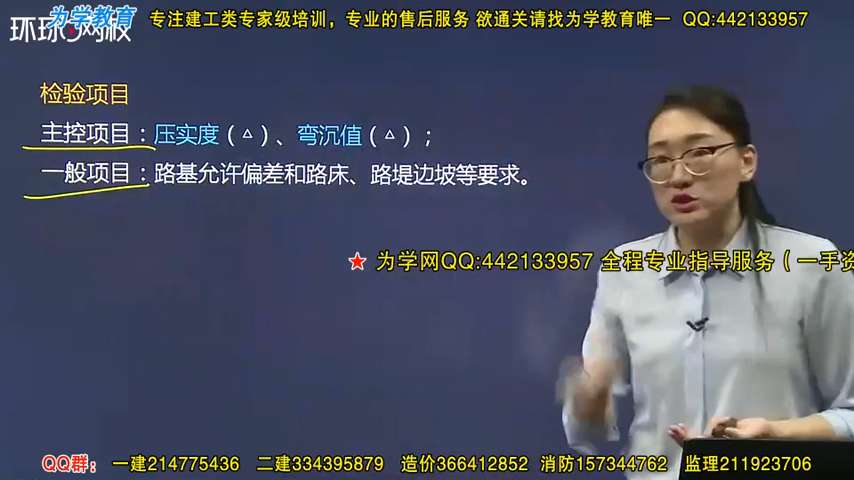 为学教育
环球网校
专注建工类专家级培训，专业的售后服务 欲通关请找为学教育唯一 QQ:442133957
检验项目
主控项目：压实度（△）、弯沉值（△）；
一般项目：路基允许偏差和路床、路堤边坡等要求。
★ 为学网QQ:442133957 全程专业指导服务（一手资
QQ群： 一建214775436 二建334395879 造价366412852 消防157344762 监理211923706